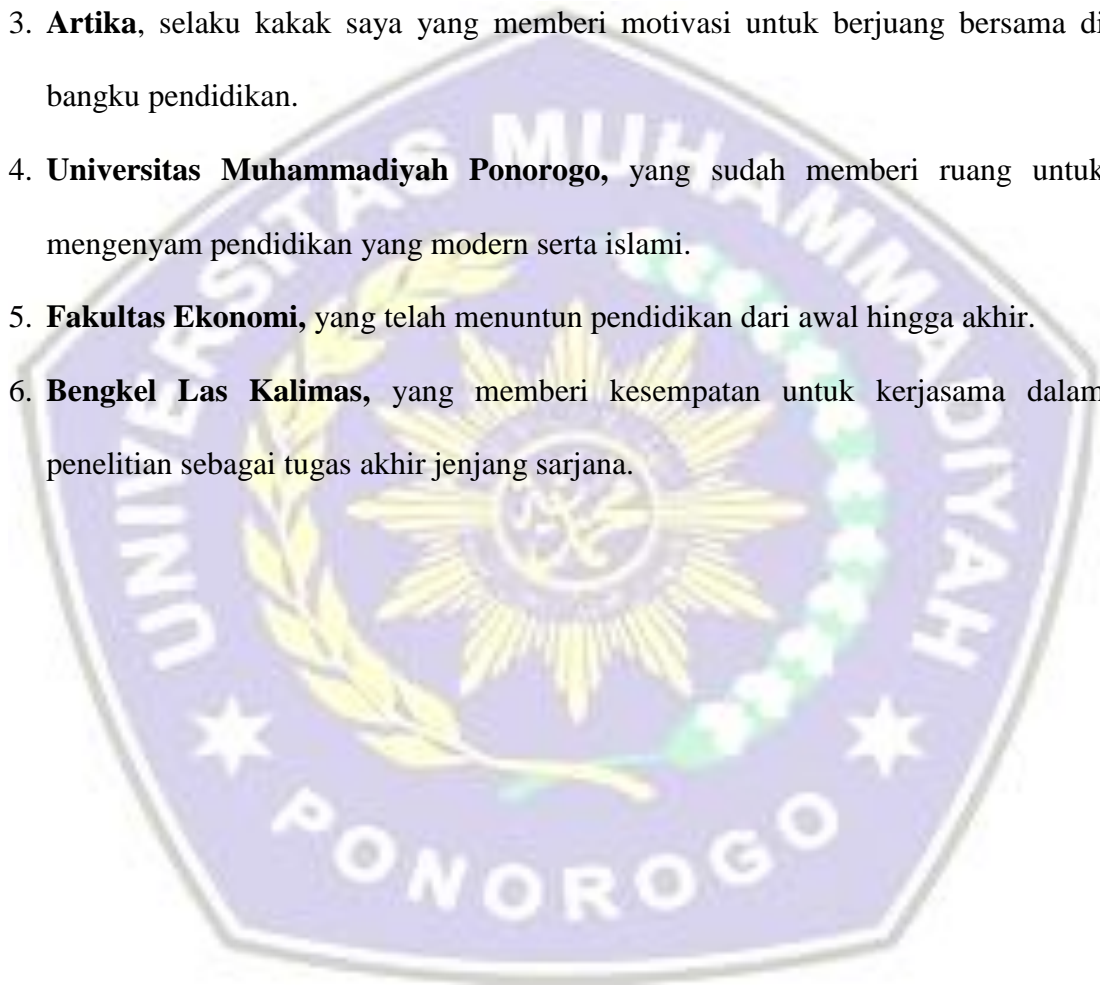 3. Artika, selaku kakak saya yang memberi motivasi untuk berjuang bersama di
bangku pendidikan.
4. Universitas Muhammadiyah Ponorogo, yang sudah memberi ruang untuk
mengenyam pendidikan yang modern serta islami.
5. Fakultas Ekonomi, yang telah menuntun pendidikan dari awal hingga akhir.
6. Bengkel Las Kalimas, yang memberi kesempatan untuk kerjasama dalam
penelitian sebagai tugas akhir jenjang sarjana.
UNIVERSITAS MUHAMMADIYAH
PONOROGO